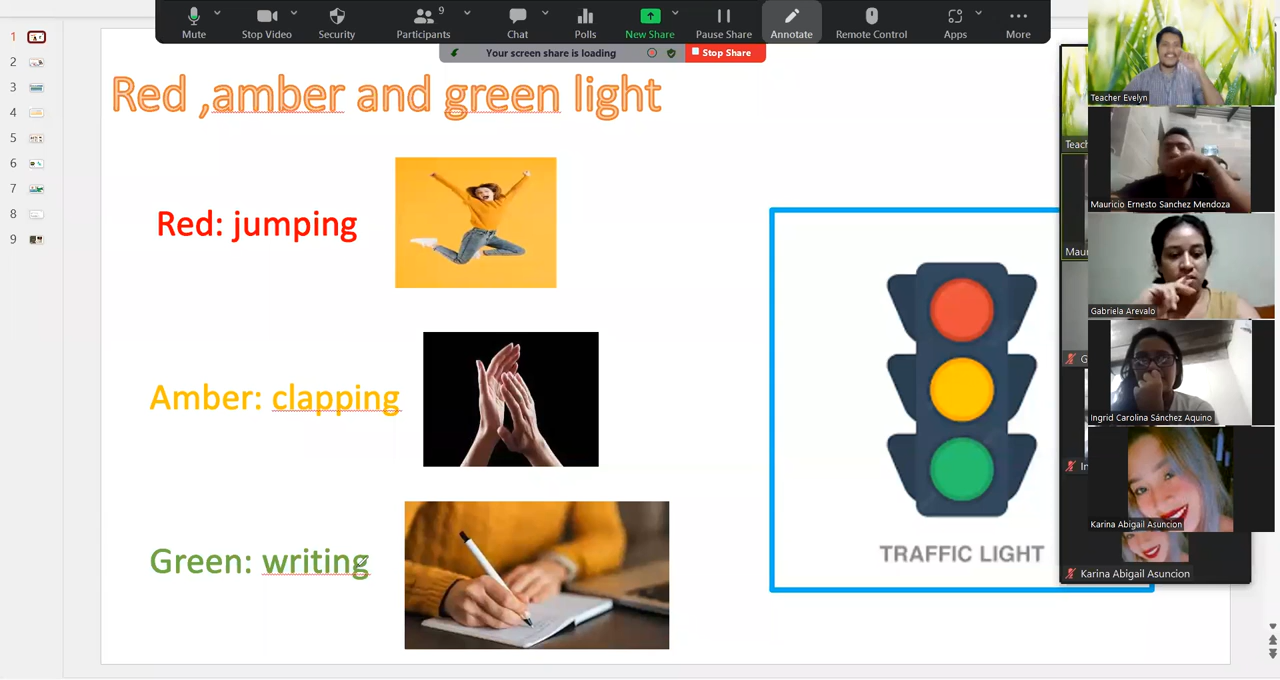 9
Mute
Stop Video
Security
Participants
Chat
Polls
New Share
Pause Share
Annotate
Remote Control
Apps
More
Your screen share is loading
Stop Share
1
2
3
4
5
6
7
8
9
Red ,amber and green light
Red: jumping
Amber: clapping
Green: writing
TRAFFIC LIGHT
Teacher Evelyn
Mauricio Ernesto Sanchez Mendoza
Gabriela Arevalo
Ingrid Carolina Sánchez Aquino
Karina Abigail Asuncion
Karina Abigail Asuncion
Teach
Mau
G
In